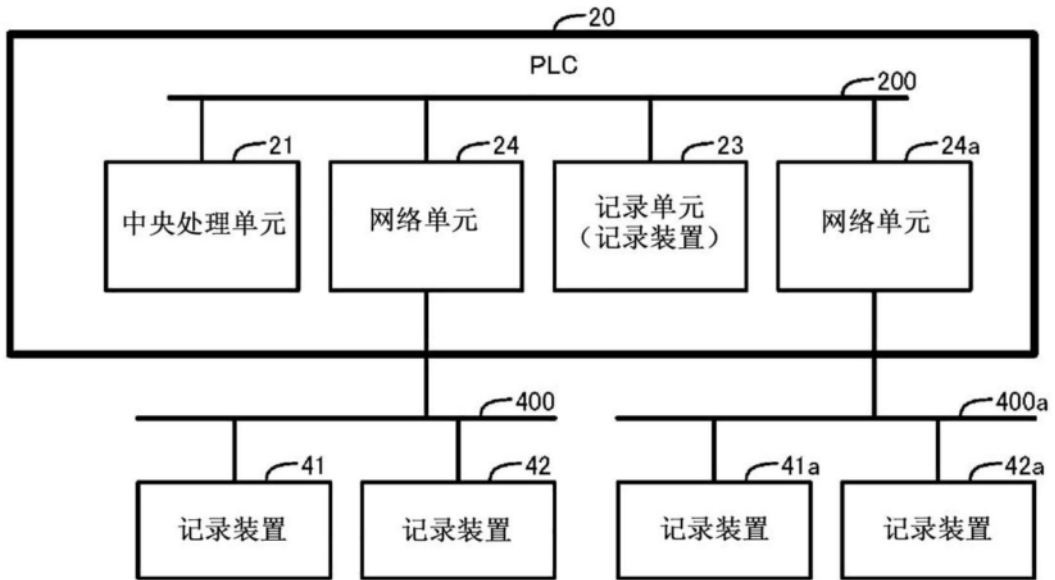 20
PLC
200
21
24
23
24a
中央处理单元
网络单元
记录单元
（记录装置）
网络单元
400
400a
41
42
41a
42a
记录装置
记录装置
记录装置
记录装置